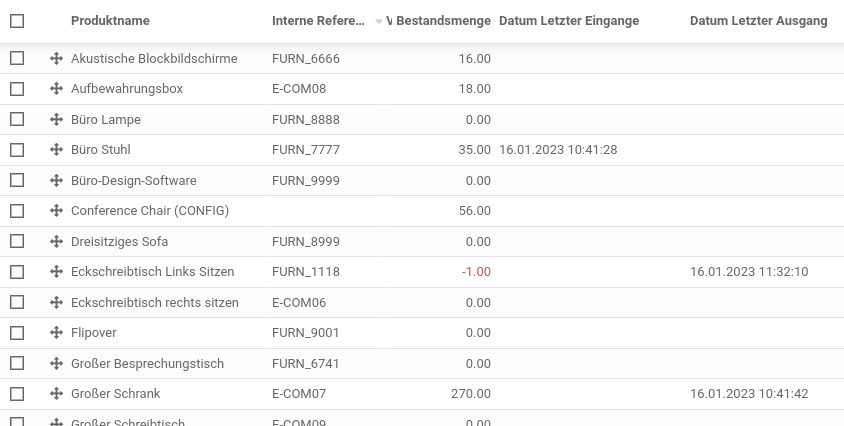 Produktname Interne Refere... V Bestandsmenge Datum Letzter Eingange Datum Letzter Ausgang
Akustische Blockbildschirme FURN_6666 16.00
Aufbewahrungsbox E-COM08 18.00
Büro Lampe FURN_8888 0.00
Büro Stuhl FURN_7777 35.00 16.01.2023 10:41:28
Büro-Design-Software FURN_9999 0.00
Conference Chair (CONFIG) 56.00
Dreisitziges Sofa FURN_8999 0.00
Eckschreibtisch Links Sitzen FURN_1118 -1.00 16.01.2023 11:32:10
Eckschreibtisch rechts sitzen E-COM06 0.00
Flipover FURN_9001 0.00
Großer Besprechungstisch FURN_6741 0.00
Großer Schrank E-COM07 270.00 16.01.2023 10:41:42
Großer Schreibtisch E-COM09 0.00